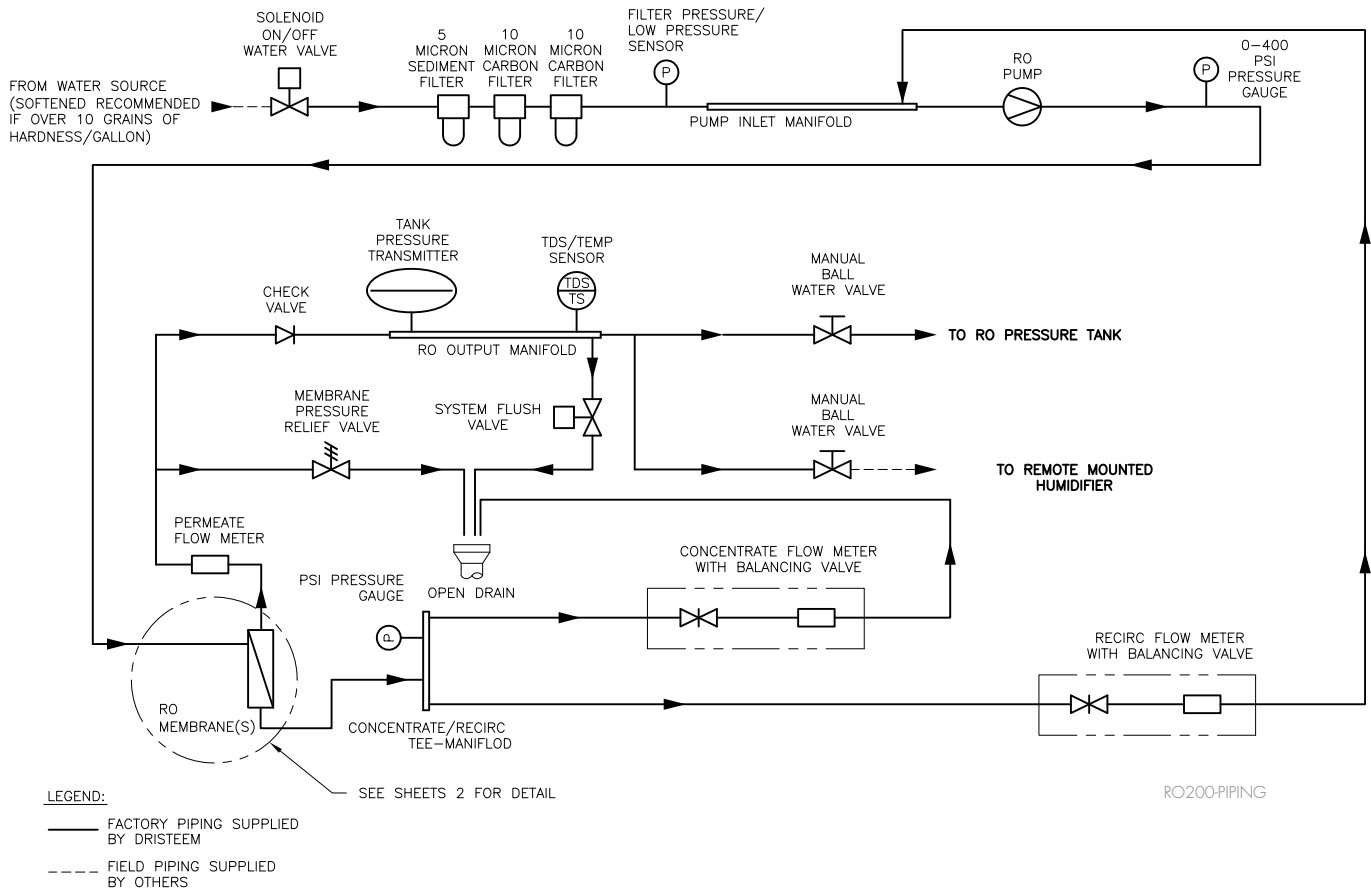 SOLENOID
ON/OFF
WATER VALVE
5
MICRON
SEDIMENT
FILTER
10
MICRON
CARBON
FILTER
10
MICRON
CARBON
FILTER
FILTER PRESSURE/
LOW PRESSURE
SENSOR
P
RO
PUMP
P
0-400
PSI
PRESSURE
GAUGE
FROM WATER SOURCE
(SOFTENED RECOMMENDED
IF OVER 10 GRAINS OF
HARDNESS/GALLON)
PUMP INLET MANIFOLD
TANK
PRESSURE
TRANSMITTER
TDS/TEMP
SENSOR
TDS
TS
MANUAL
BALL
WATER VALVE
CHECK
VALVE
TO RO PRESSURE TANK
RO OUTPUT MANIFOLD
MEMBRANE
PRESSURE
RELIEF VALVE
SYSTEM FLUSH
VALVE
MANUAL
BALL
WATER VALVE
TO REMOTE MOUNTED
HUMIDIFIER
PERMEATE
FLOW METER
PSI PRESSURE
GAUGE
OPEN DRAIN
CONCENTRATE FLOW METER
WITH BALANCING VALVE
P
RECIRC FLOW METER
WITH BALANCING VALVE
RO
MEMBRANE(S)
CONCENTRATE/RECIRC
TEE-MANIFLOD
SEE SHEETS 2 FOR DETAIL
RO200-PIPING
LEGEND:
FACTORY PIPING SUPPLIED
BY DRISTEEM
FIELD PIPING SUPPLIED
BY OTHERS